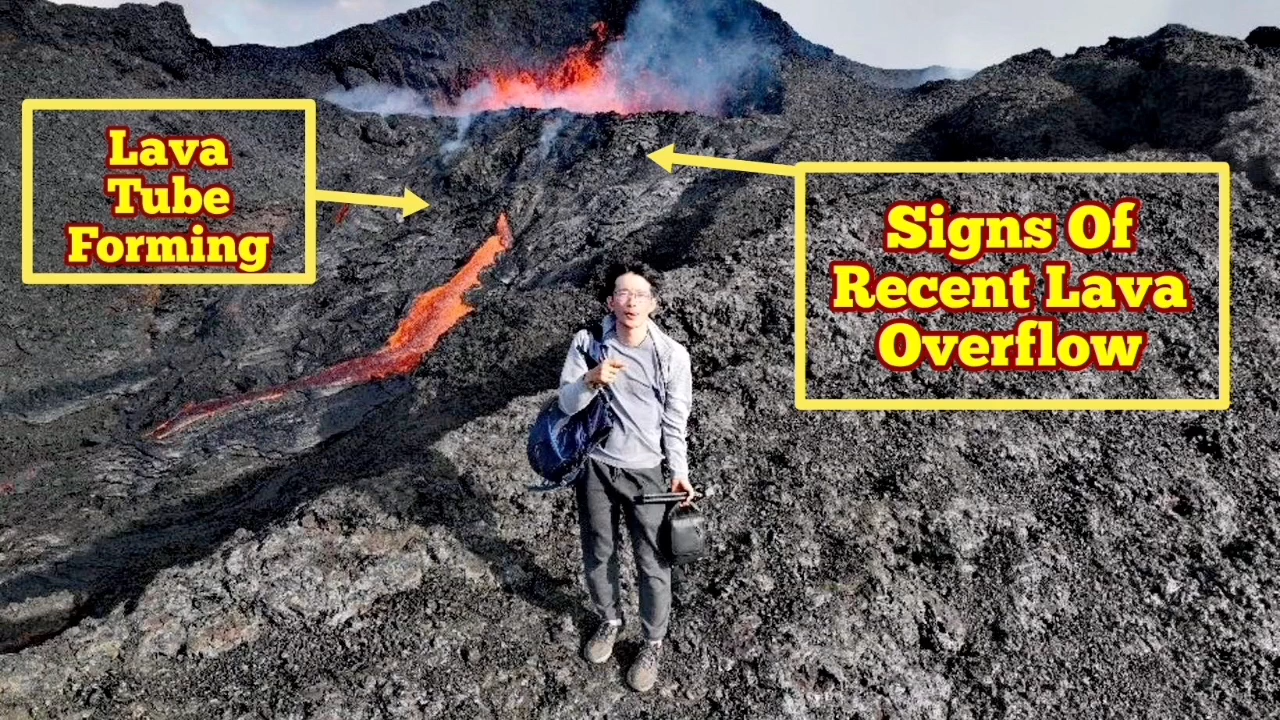 Lava
Tube
Forming
Signs Of
Recent Lava
Overflow